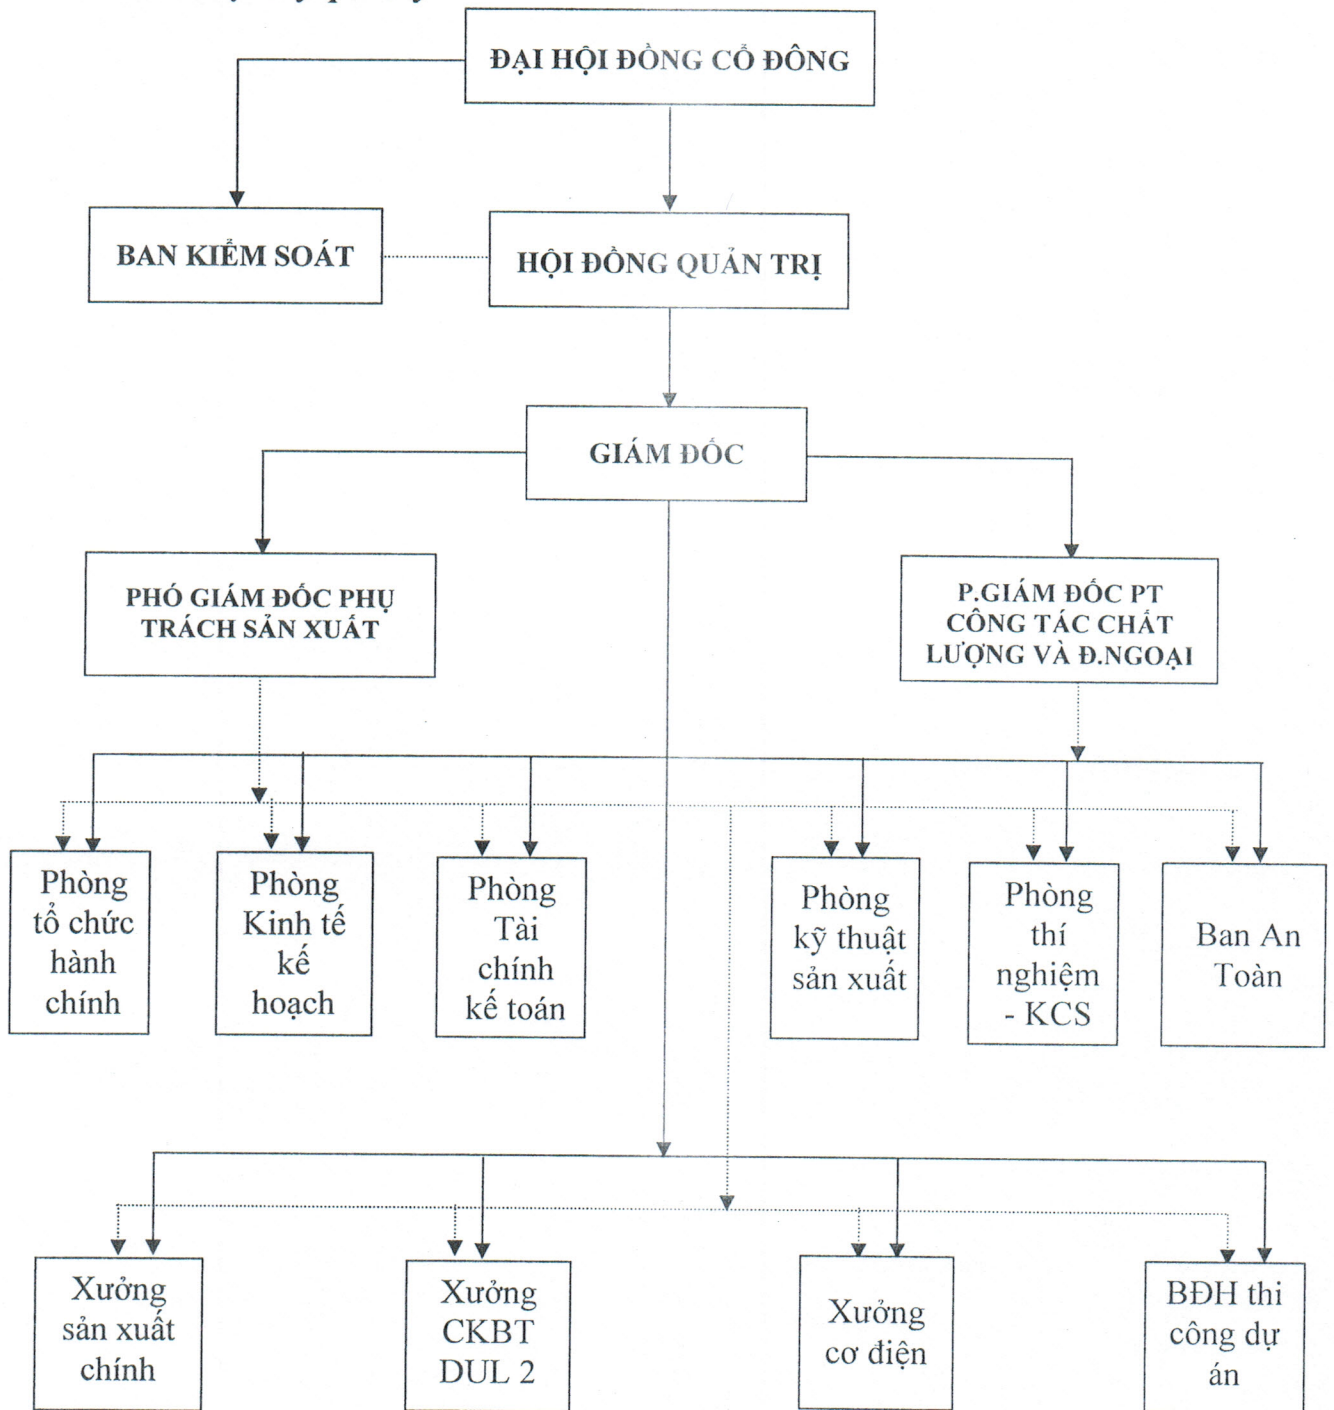 ĐẠI HỘI ĐỒNG CỔ ĐÔNG
BAN KIỂM SOÁT
HỘI ĐỒNG QUẢN TRỊ
GIÁM ĐỐC
PHÓ GIÁM ĐỐC PHỤ
TRÁCH SẢN XUẤT
P.GIÁM ĐỐC PT
CÔNG TÁC CHẤT
LƯỢNG VÀ Đ.NGOẠI
Phòng
tổ chức
hành
chính
Phòng
Kinh tế
kế
hoạch
Phòng
Tài
chính
kế toán
Phòng
kỹ thuật
sản xuất
Phòng
thí
nghiệm
- KCS
Ban An
Toàn
Xưởng
sản xuất
chính
Xưởng
CKBT
DUL 2
Xưởng
cơ điện
BĐH thi
công dự
án